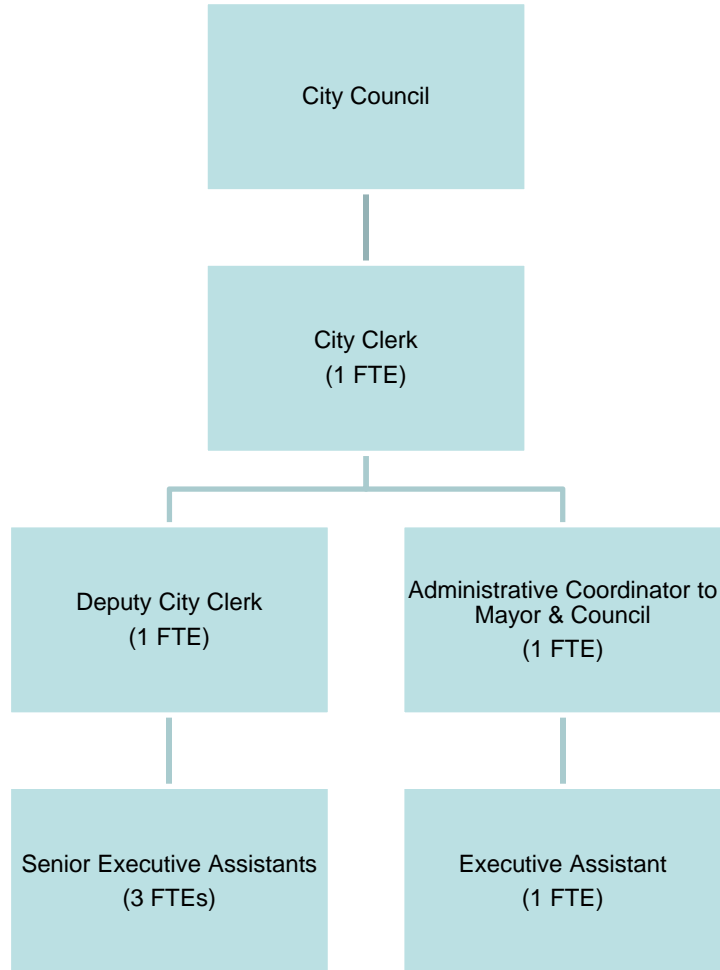 City Council
City Clerk
(1 FTE)
Deputy City Clerk
(1 FTE)
Administrative Coordinator to
Mayor & Council
(1 FTE)
Senior Executive Assistants
(3 FTEs)
Executive Assistant
(1 FTE)